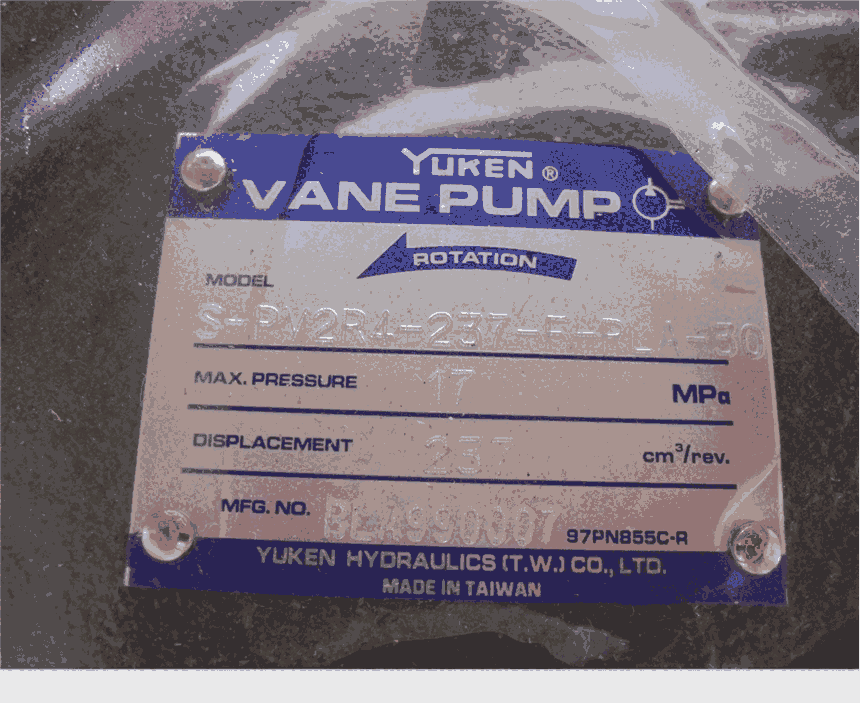 YUKEN®
VANE PUMP
ROTATION
MODEL
S-PV2R4-237-F-R-30
MAX. PRESSURE 17 MPa
DISPLACEMENT 237 cm³/rev.
MFG. NO. 97PN855C-R
YUKEN HYDRAULICS (T.W.) CO., LTD.
MADE IN TAIWAN